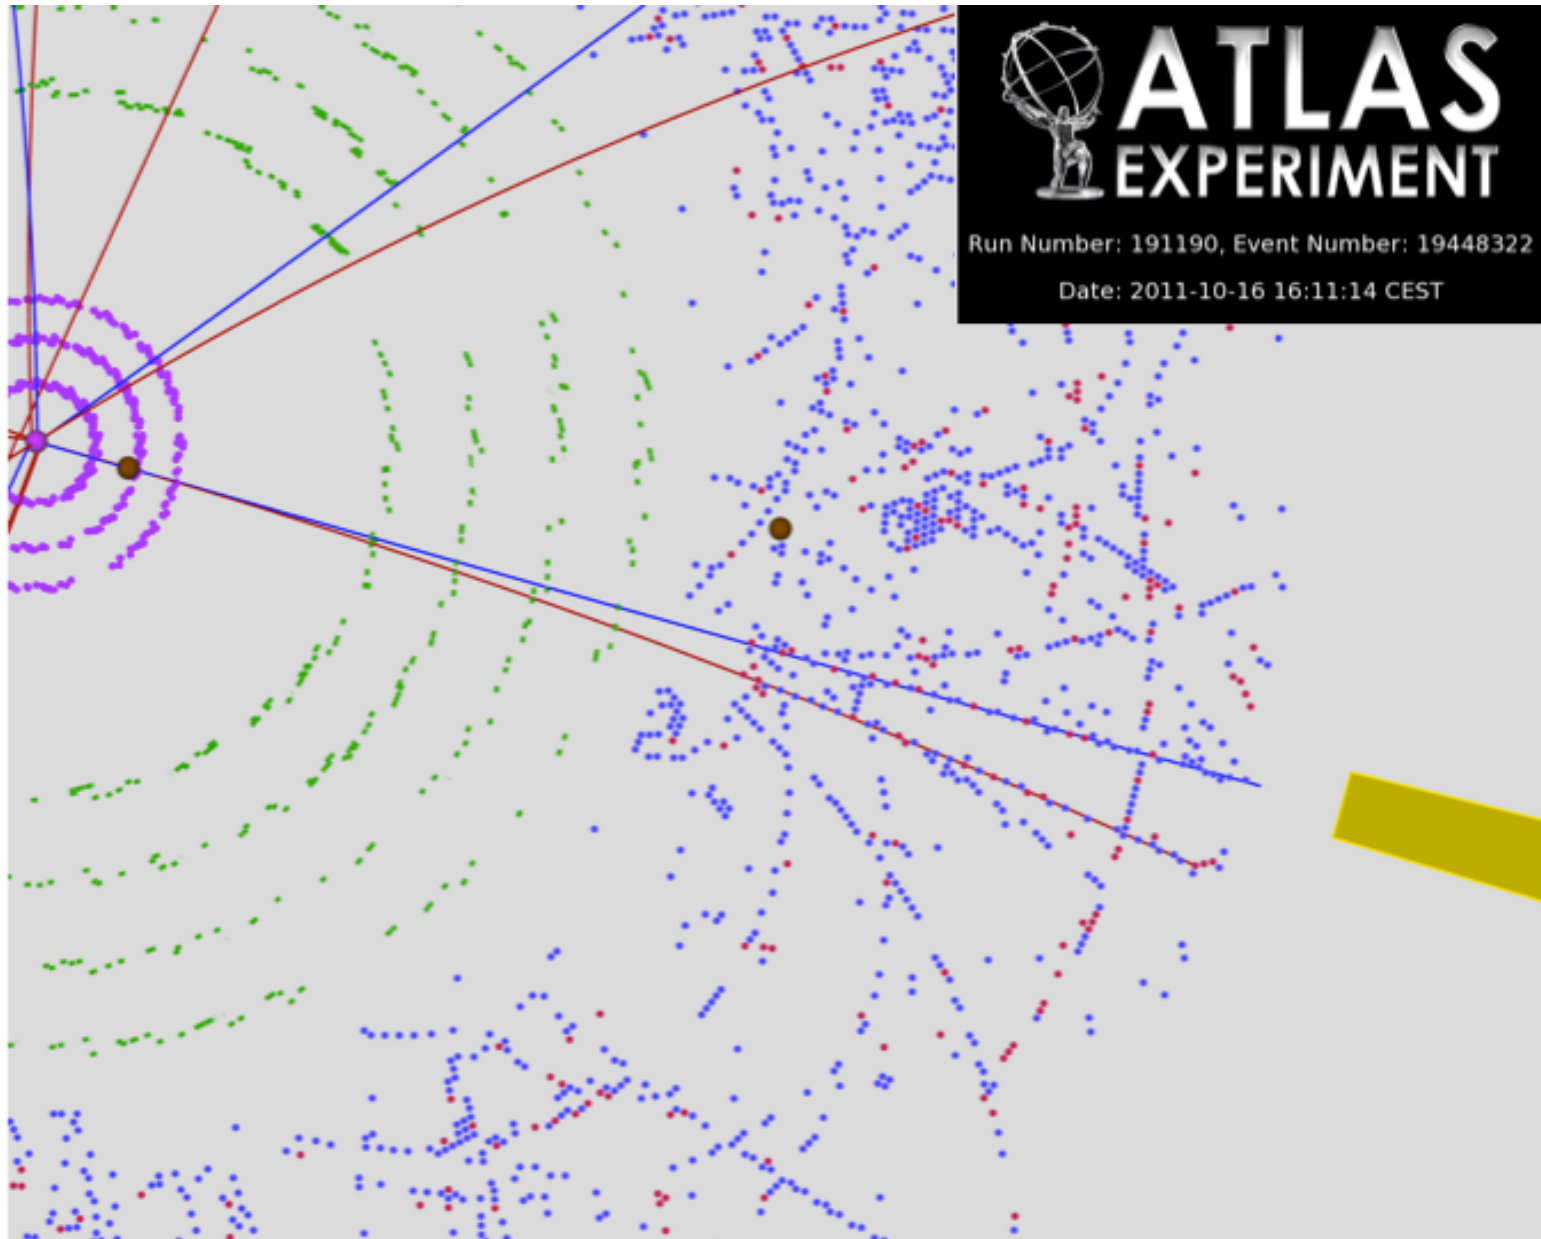 ATLAS
EXPERIMENT
Run Number: 191190, Event Number: 19448322
Date: 2011-10-16 16:11:14 CEST